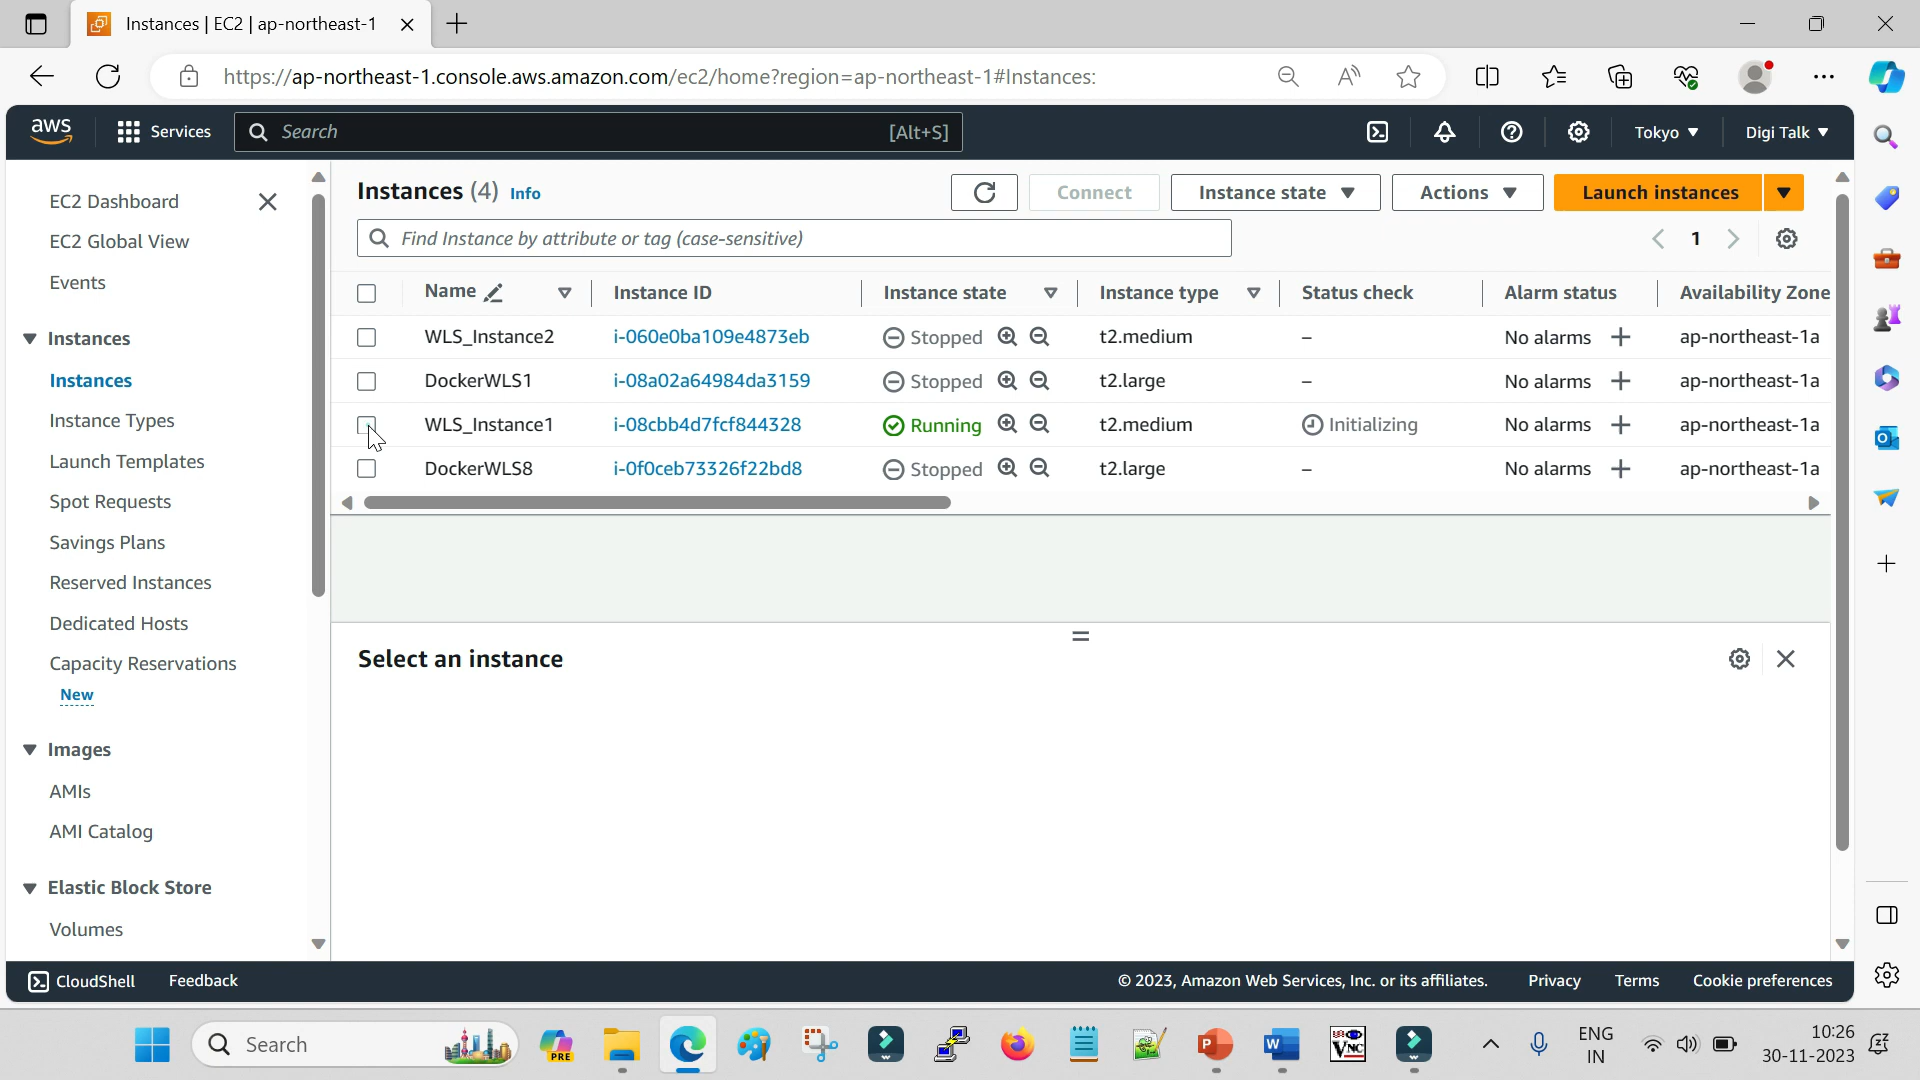 Instances | EC2 | ap-northeast-1
https://ap-northeast-1.console.aws.amazon.com/ec2/home?region=ap-northeast-1#Instances:
aws
Services
Search
[Alt+S]
Tokyo
Digi Talk
EC2 Dashboard
EC2 Global View
Events
Instances
Instances
Instance Types
Launch Templates
Spot Requests
Savings Plans
Reserved Instances
Dedicated Hosts
Capacity Reservations
New
Images
AMIs
AMI Catalog
Elastic Block Store
Volumes
Instances (4) Info
Connect
Instance state
Actions
Launch instances
Find Instance by attribute or tag (case-sensitive)
1
Name Instance ID Instance state Instance type Status check Alarm status Availability Zone
WLS_Instance2 i-060e0ba109e4873eb Stopped t2.medium – No alarms + ap-northeast-1a
DockerWLS1 i-08a02a64984da3159 Stopped t2.large – No alarms + ap-northeast-1a
WLS_Instance1 i-08cbb4d7fcf844328 Running t2.medium Initializing No alarms + ap-northeast-1a
DockerWLS8 i-0f0ceb73326f22bd8 Stopped t2.large – No alarms + ap-northeast-1a
Select an instance
CloudShell
Feedback
© 2023, Amazon Web Services, Inc. or its affiliates.
Privacy
Terms
Cookie preferences
Search
PRE
VNC
ENG
IN
10:26
30-11-2023